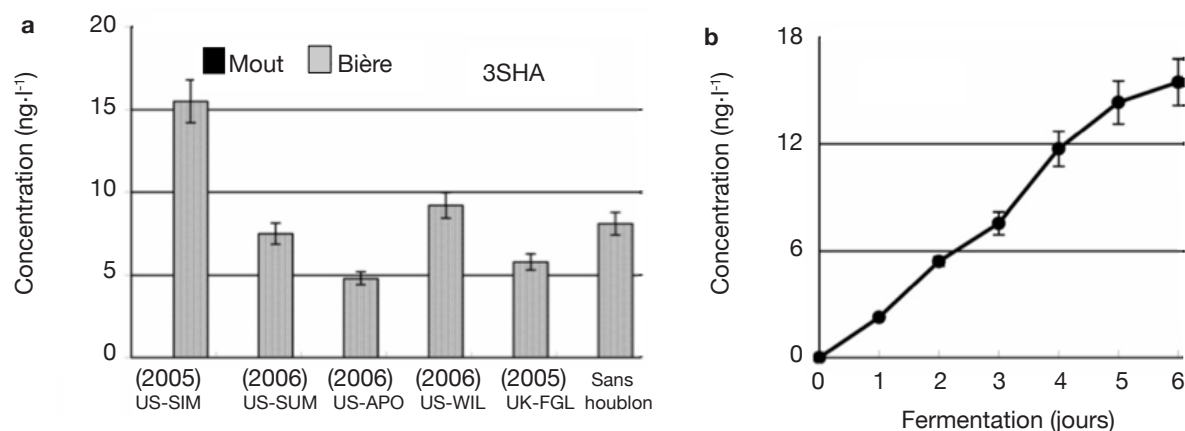 a
20
15
10
5
0
Concentration (ng·l⁻¹)
Mout
Bière
3SHA
(2005) (2006) (2006) (2006) (2005) Sans
US-SIM US-SUM US-APO US-WIL UK-FGL houblon
b
18
12
6
0
Concentration (ng·l⁻¹)
0 1 2 3 4 5 6
Fermentation (jours)